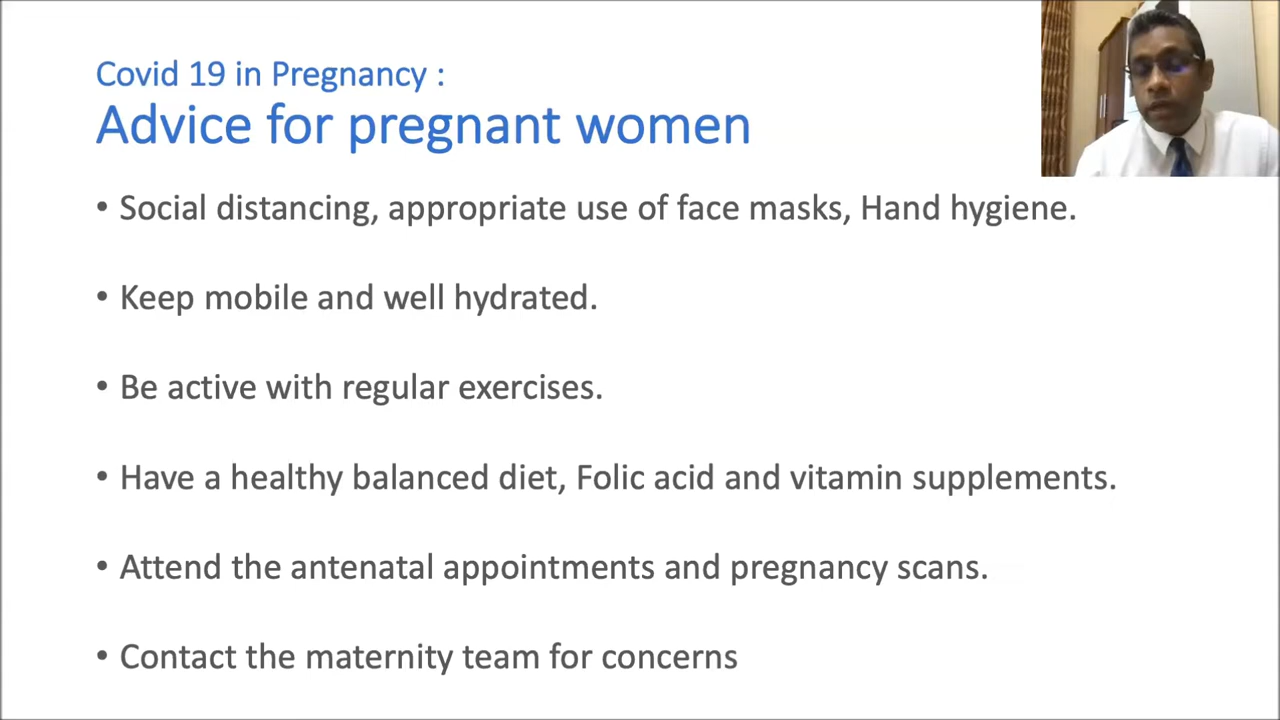 Covid 19 in Pregnancy :
Advice for pregnant women
• Social distancing, appropriate use of face masks, Hand hygiene.
• Keep mobile and well hydrated.
• Be active with regular exercises.
• Have a healthy balanced diet, Folic acid and vitamin supplements.
• Attend the antenatal appointments and pregnancy scans.
• Contact the maternity team for concerns